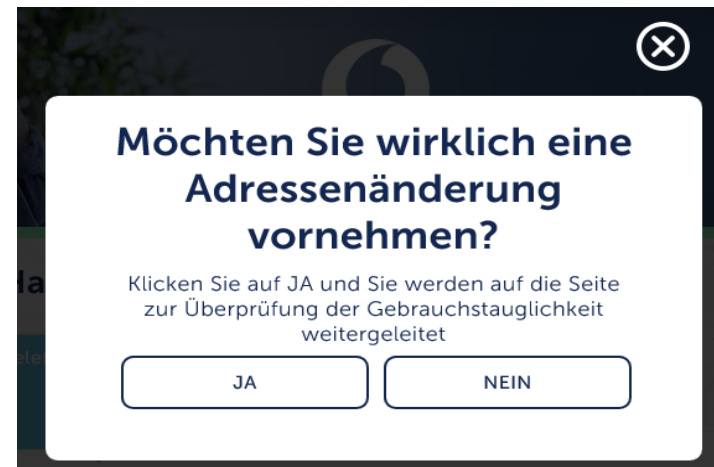 Möchten Sie wirklich eine
Adressenänderung
vornehmen?
Klicken Sie auf JA und Sie werden auf die Seite
zur Überprüfung der Gebrauchstauglichkeit
weitergeleitet
JA
NEIN